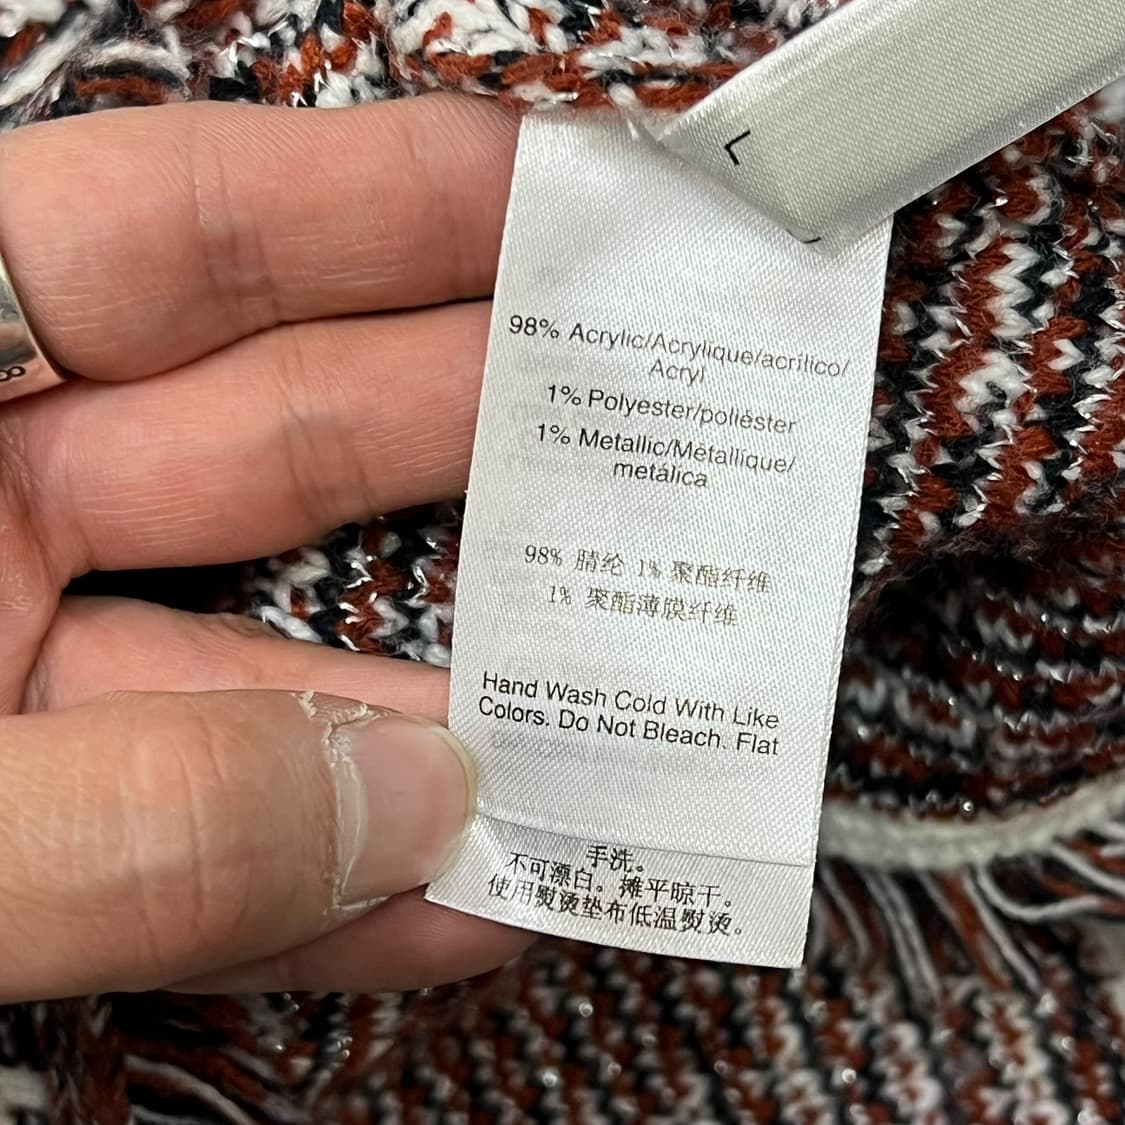 L
98% Acrylic/Acrylique/acrílico/
Acryl
1% Polyester/poliéster
1% Metallic/Métallique/
metálica
98% 腈纶 1% 聚酯纤维
1% 聚酯薄膜纤维
Hand Wash Cold With Like
Colors. Do Not Bleach. Flat
手洗。
不可漂白。摊平晾干。
使用熨烫垫布低温熨烫。